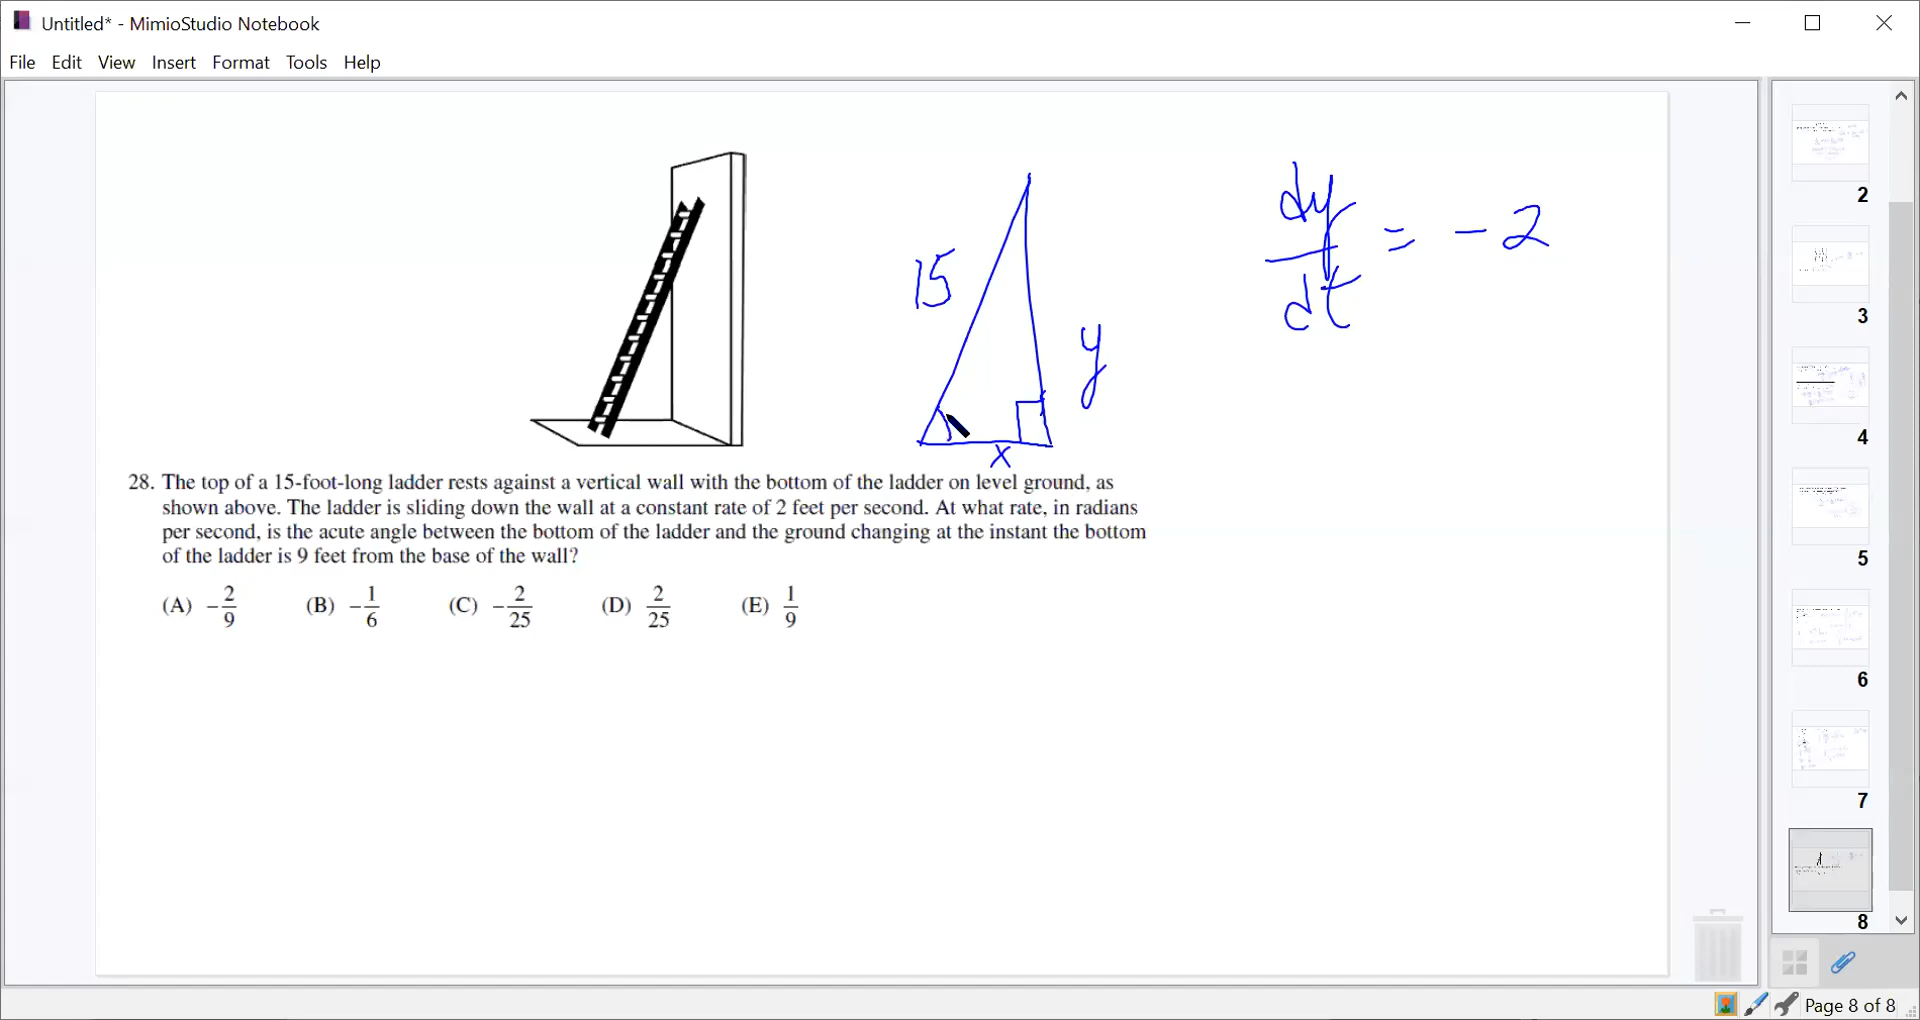 Untitled* - MimioStudio Notebook
File Edit View Insert Format Tools Help
15
y
x
dy/dt = -2
28. The top of a 15-foot-long ladder rests against a vertical wall with the bottom of the ladder on level ground, as
shown above. The ladder is sliding down the wall at a constant rate of 2 feet per second. At what rate, in radians
per second, is the acute angle between the bottom of the ladder and the ground changing at the instant the bottom
of the ladder is 9 feet from the base of the wall?
(A) -2/9 (B) -1/6 (C) -2/25 (D) 2/25 (E) 1/9
2
3
4
5
6
7
8
Page 8 of 8